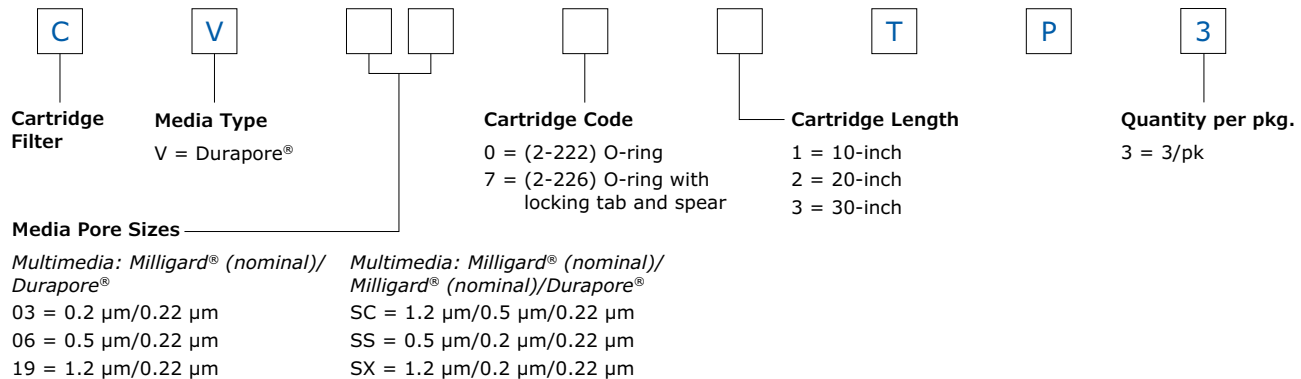 C V T P 3
Cartridge
Filter
Media Type
V = Durapore®
Cartridge Code
0 = (2-222) O-ring
7 = (2-226) O-ring with
locking tab and spear
Cartridge Length
1 = 10-inch
2 = 20-inch
3 = 30-inch
Quantity per pkg.
3 = 3/pk
Media Pore Sizes
Multimedia: Milligard® (nominal)/
Durapore®
03 = 0.2 µm/0.22 µm
06 = 0.5 µm/0.22 µm
19 = 1.2 µm/0.22 µm
Multimedia: Milligard® (nominal)/
Milligard® (nominal)/Durapore®
SC = 1.2 µm/0.5 µm/0.22 µm
SS = 0.5 µm/0.2 µm/0.22 µm
SX = 1.2 µm/0.2 µm/0.22 µm